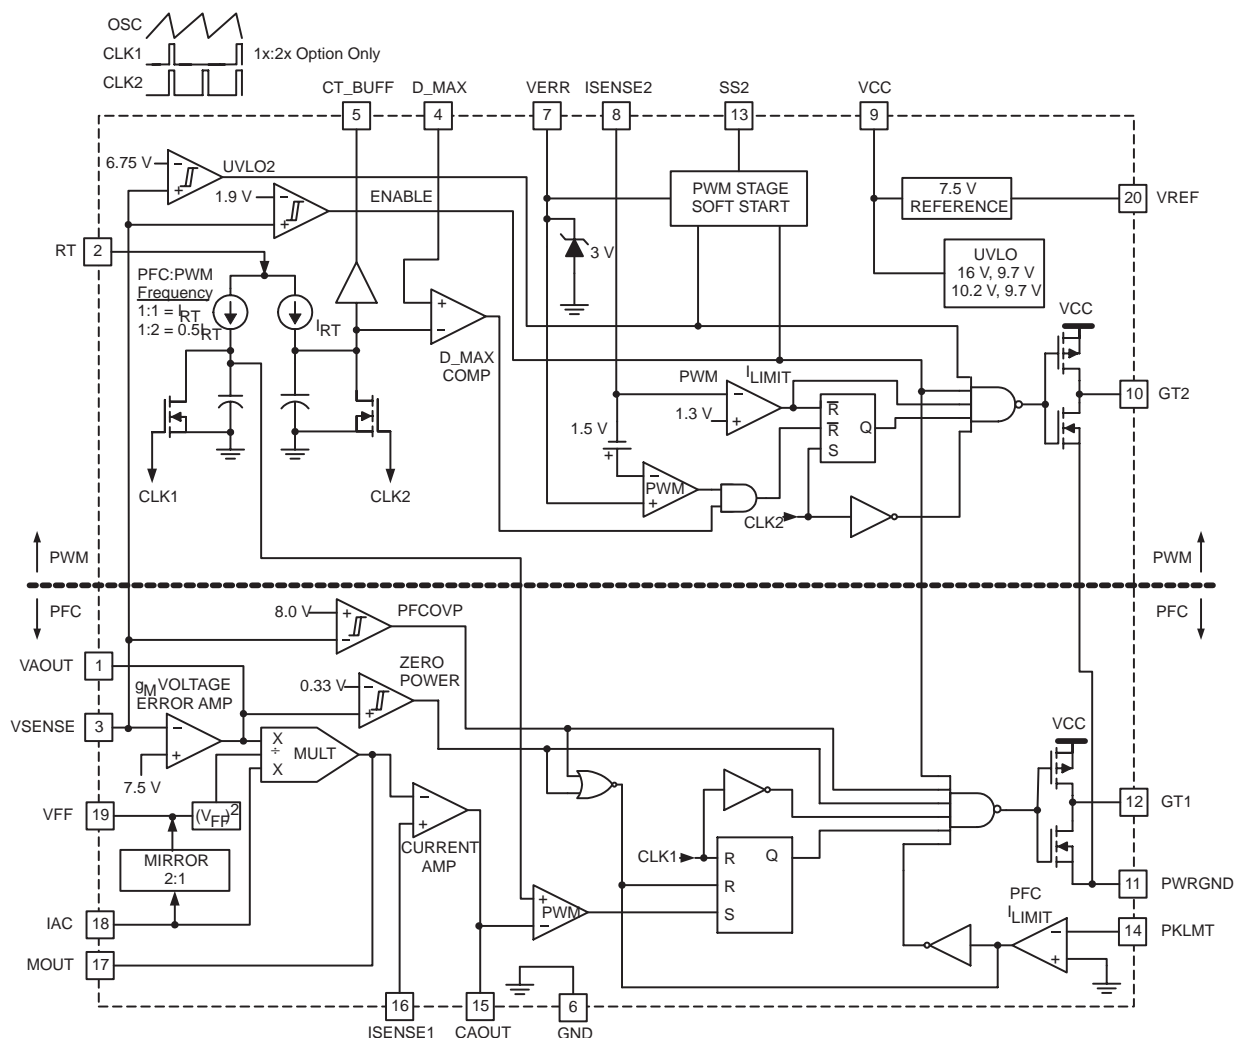 OSC
CLK1
1x:2x Option Only
CLK2
CT_BUFF
D_MAX
VERR
ISENSE2
SS2
VCC
5
4
7
8
13
9
6.75 V
UVLO2
1.9 V
ENABLE
PWM STAGE
SOFT START
7.5 V
REFERENCE
20
VREF
RT
2
3 V
UVLO
16 V, 9.7 V
10.2 V, 9.7 V
PFC:PWM
Frequency
1:1 = IRT
1:2 = 0.5IRT
IRT
D_MAX
COMP
VCC
PWM
ILIMIT
1.3 V
1.5 V
R
R
Q
S
10
GT2
CLK1
CLK2
PWM
CLK2
PWM
PWM
PFC
PFC
8.0 V
PFCOVP
VAOUT
1
ZERO
POWER
0.33 V
gM VOLTAGE
ERROR AMP
VSENSE
3
7.5 V
X
÷
X
MULT
VCC
VFF
19
(VFF)2
CURRENT
AMP
12
GT1
CLK1
R
Q
R
S
MIRROR
2:1
PWM
PFC
ILIMIT
11
PWRGND
IAC
18
14
PKLMT
MOUT
17
16
15
6
ISENSE1
CAOUT
GND